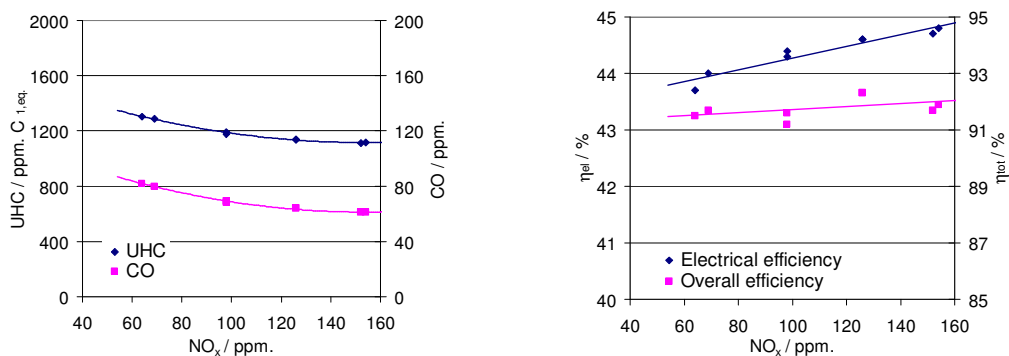 2000
1600
1200
800
400
0
UHC / ppm. C 1,eq.
200
160
120
80
40
0
CO / ppm.
UHC
CO
40 60 80 100 120 140 160
NOx / ppm.
45
44
43
42
41
40
ηel / %
95
93
91
89
87
85
ηtot / %
Electrical efficiency
Overall efficiency
40 60 80 100 120 140 160
NOx / ppm.